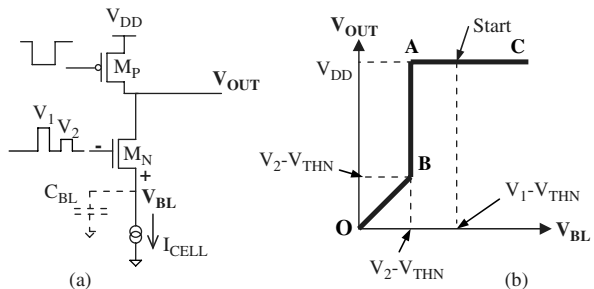 V_DD
M_P
V_OUT
V_1
V_2
-
M_N
+
C_BL
V_BL
I_CELL
(a)
V_OUT
A
Start
C
V_DD
V_2–V_THN
B
O
V_1–V_THN
V_BL
V_2–V_THN
(b)